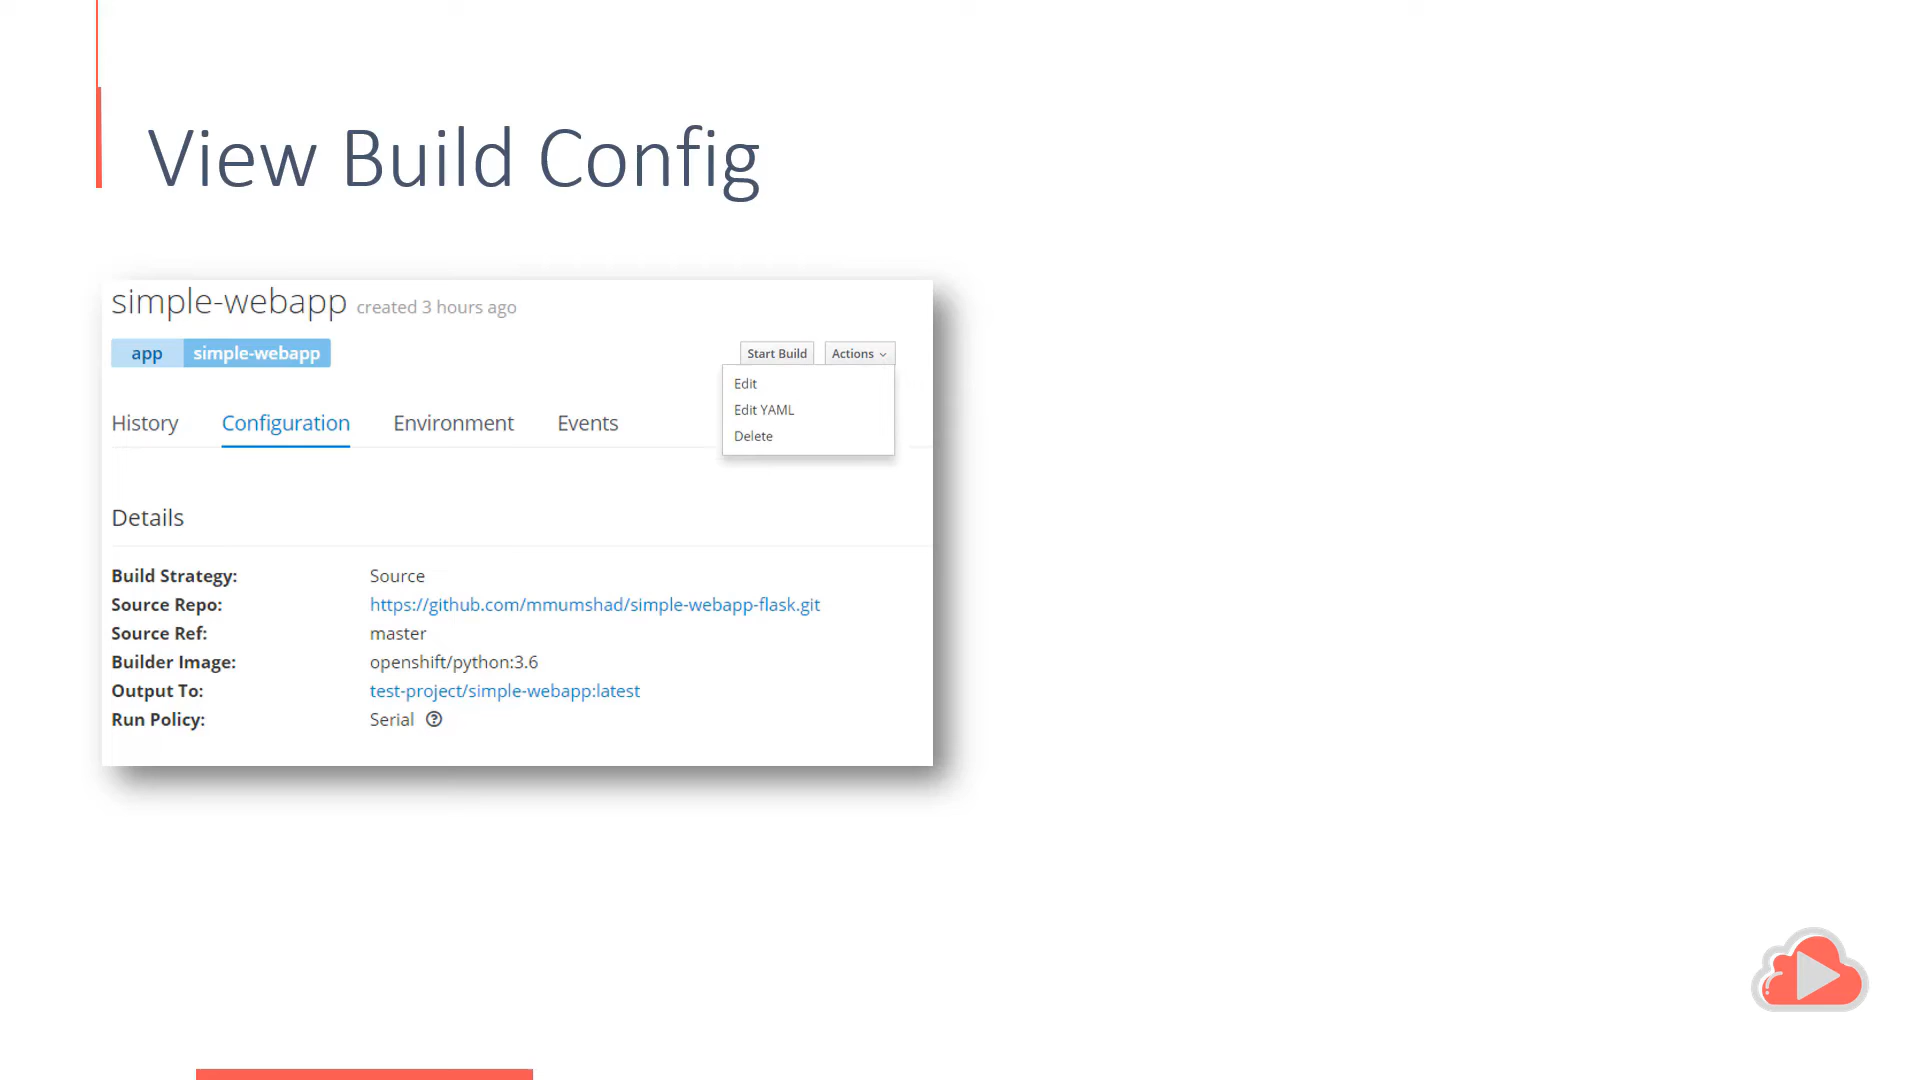 View Build Config
simple-webapp created 3 hours ago
app simple-webapp
Start Build Actions
Edit
Edit YAML
Delete
History Configuration Environment Events
Details
Build Strategy: Source
Source Repo: https://github.com/mmumshad/simple-webapp-flask.git
Source Ref: master
Builder Image: openshift/python:3.6
Output To: test-project/simple-webapp:latest
Run Policy: Serial ?